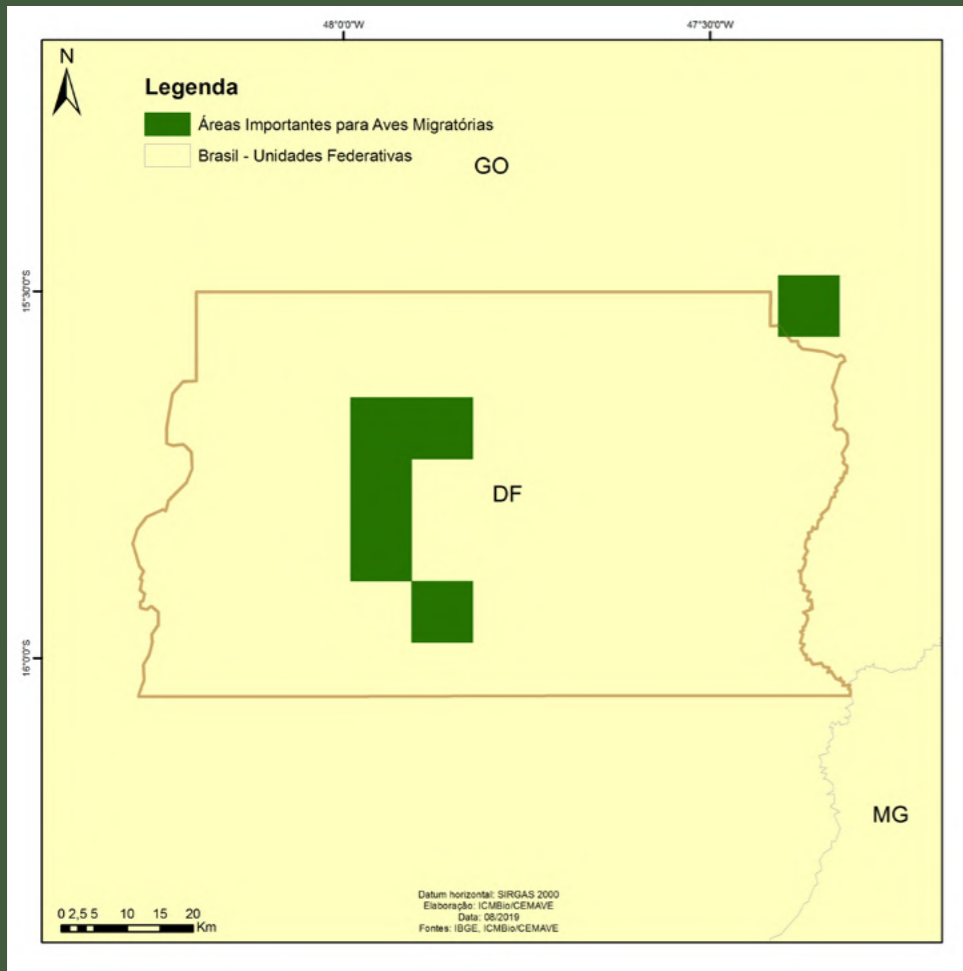 48°0'0"W
47°30'0"W
N
Legenda
Áreas Importantes para Aves Migratórias
Brasil - Unidades Federativas
GO
15°30'0"S
DF
16°0'0"S
MG
0 2,5 5 10 15 20
Km
Datum horizontal: SIRGAS 2000
Elaboração: ICMBio/CEMAVE
Data: 08/2019
Fontes: IBGE, ICMBio/CEMAVE